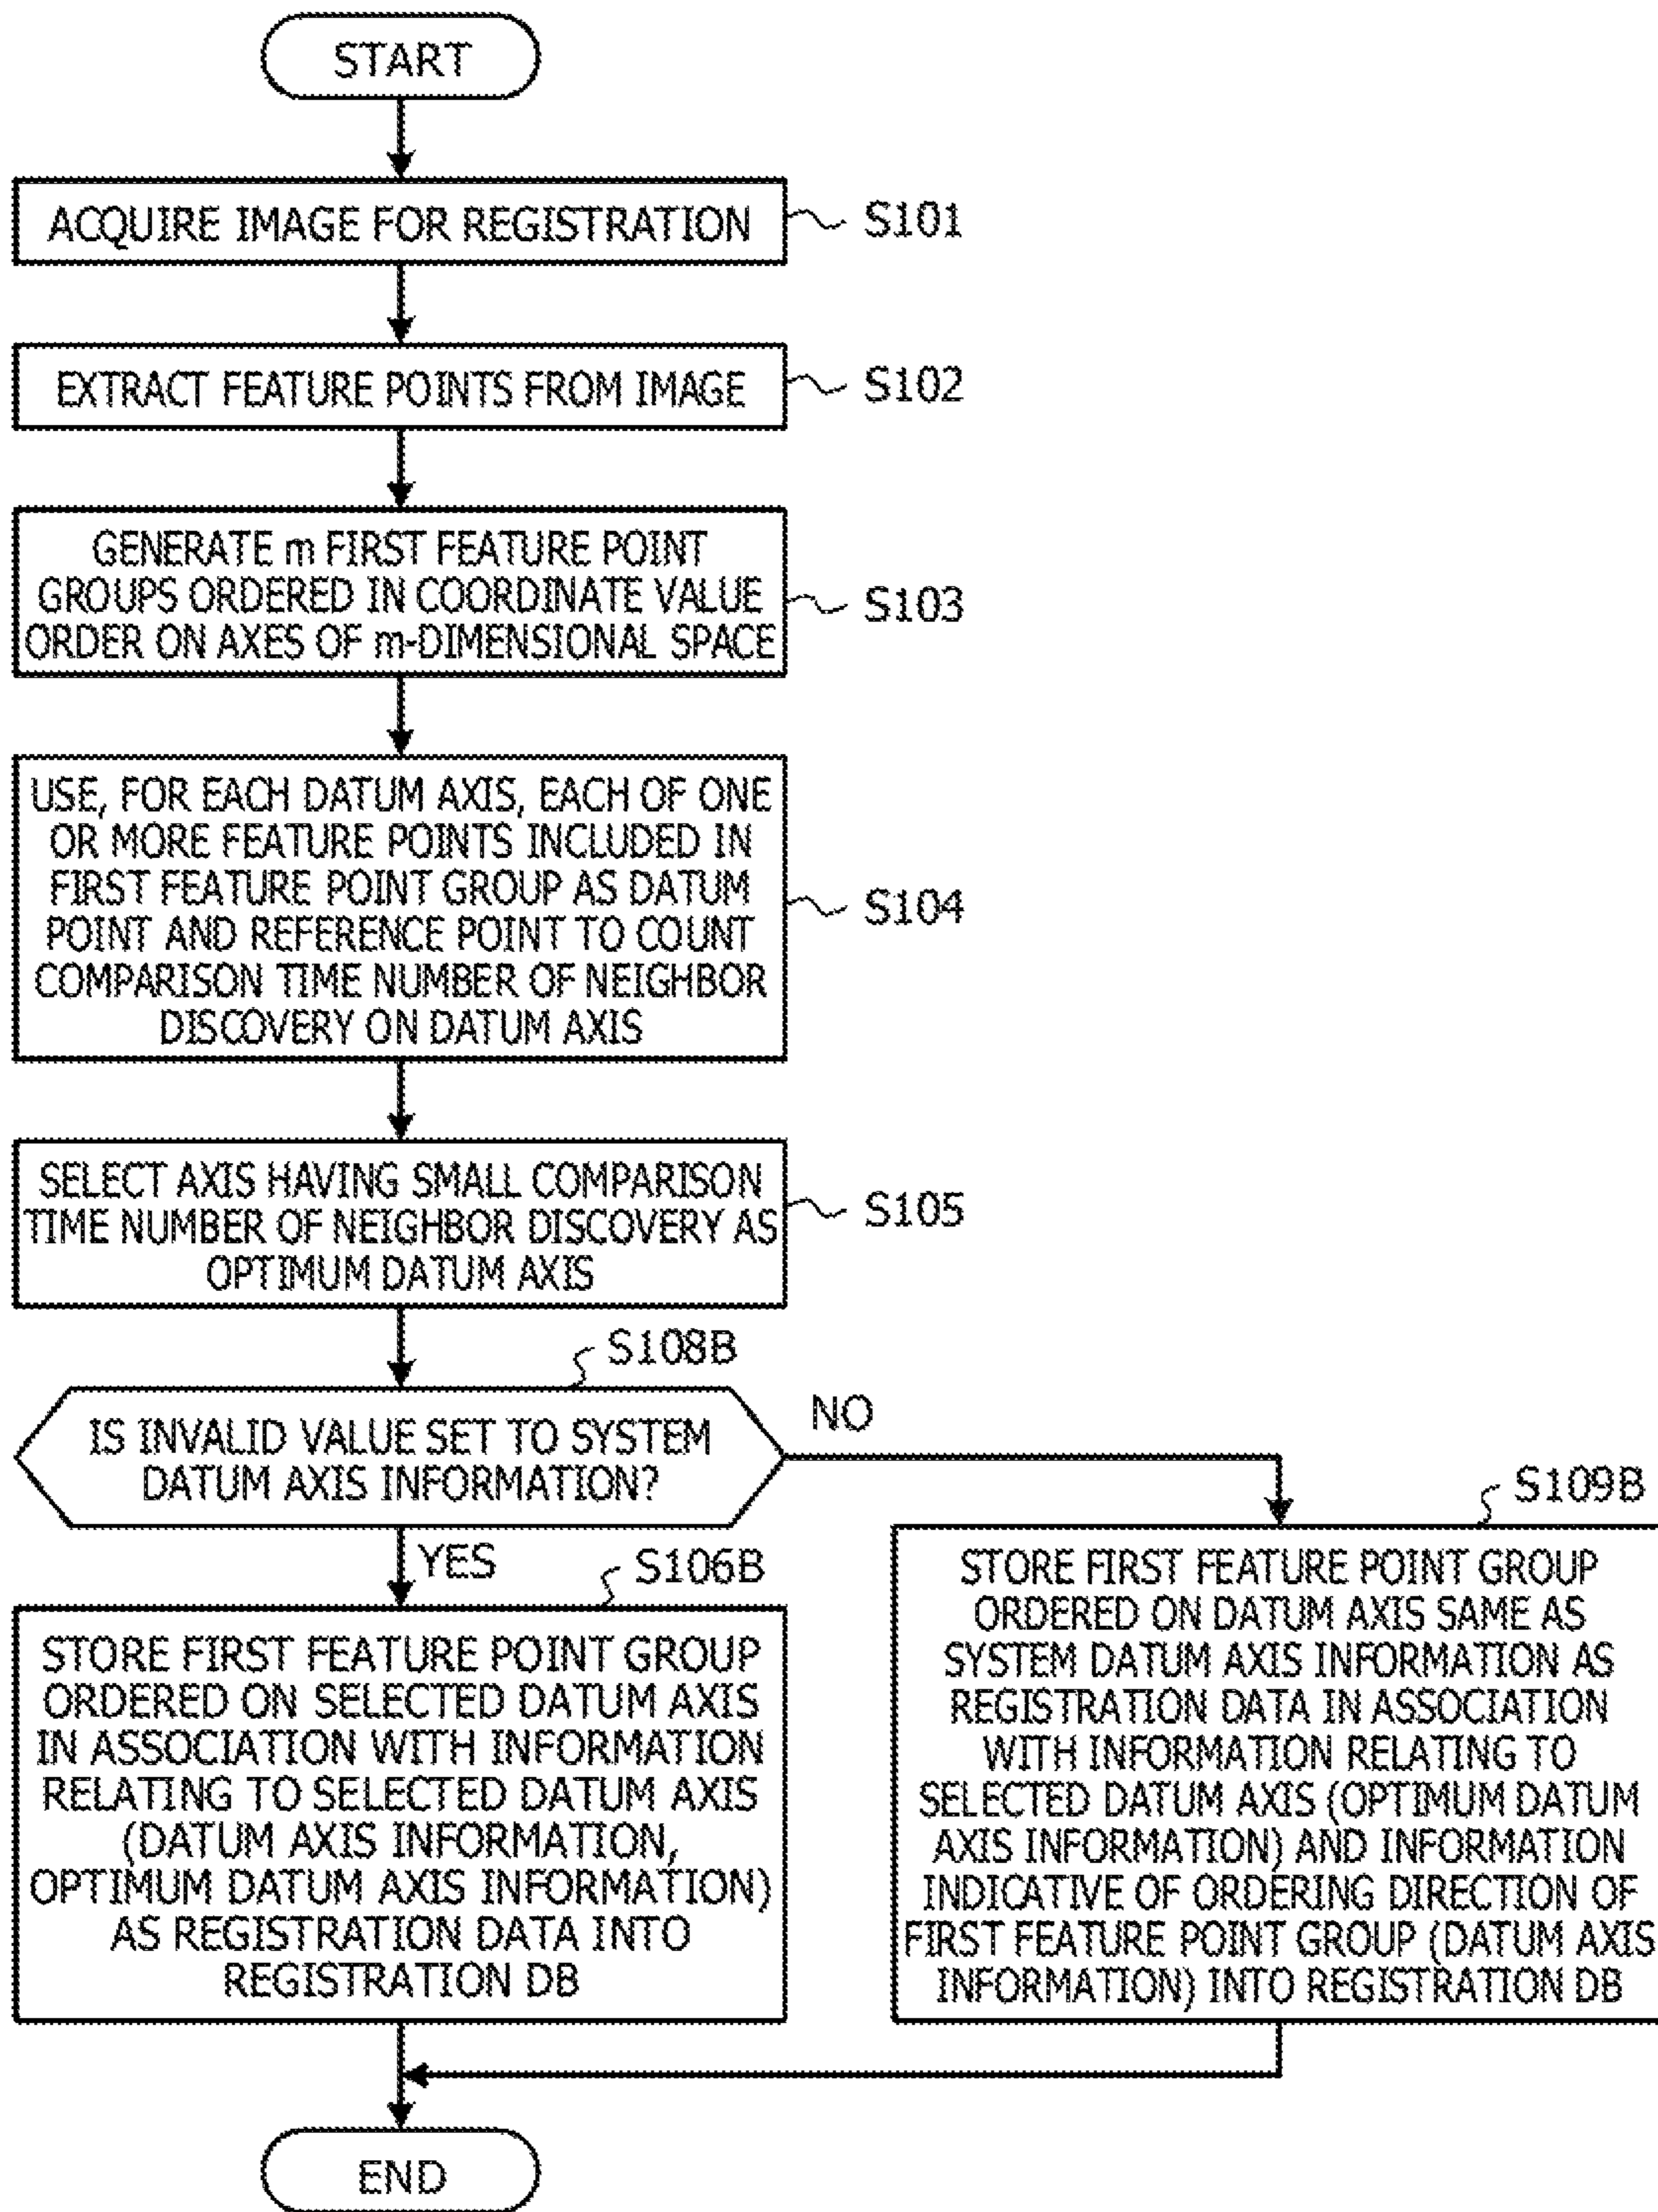 START
ACQUIRE IMAGE FOR REGISTRATION
S101
EXTRACT FEATURE POINTS FROM IMAGE
S102
GENERATE m FIRST FEATURE POINT
GROUPS ORDERED IN COORDINATE VALUE
ORDER ON AXES OF m-DIMENSIONAL SPACE
S103
USE, FOR EACH DATUM AXIS, EACH OF ONE
OR MORE FEATURE POINTS INCLUDED IN
FIRST FEATURE POINT GROUP AS DATUM
POINT AND REFERENCE POINT TO COUNT
COMPARISON TIME NUMBER OF NEIGHBOR
DISCOVERY ON DATUM AXIS
S104
SELECT AXIS HAVING SMALL COMPARISON
TIME NUMBER OF NEIGHBOR DISCOVERY AS
OPTIMUM DATUM AXIS
S105
S108B
IS INVALID VALUE SET TO SYSTEM
DATUM AXIS INFORMATION?
NO
YES
S106B
STORE FIRST FEATURE POINT GROUP
ORDERED ON SELECTED DATUM AXIS
IN ASSOCIATION WITH INFORMATION
RELATING TO SELECTED DATUM AXIS
(DATUM AXIS INFORMATION,
OPTIMUM DATUM AXIS INFORMATION)
AS REGISTRATION DATA INTO
REGISTRATION DB
S109B
STORE FIRST FEATURE POINT GROUP
ORDERED ON DATUM AXIS SAME AS
SYSTEM DATUM AXIS INFORMATION AS
REGISTRATION DATA IN ASSOCIATION
WITH INFORMATION RELATING TO
SELECTED DATUM AXIS (OPTIMUM DATUM
AXIS INFORMATION) AND INFORMATION
INDICATIVE OF ORDERING DIRECTION OF
FIRST FEATURE POINT GROUP (DATUM AXIS
INFORMATION) INTO REGISTRATION DB
END